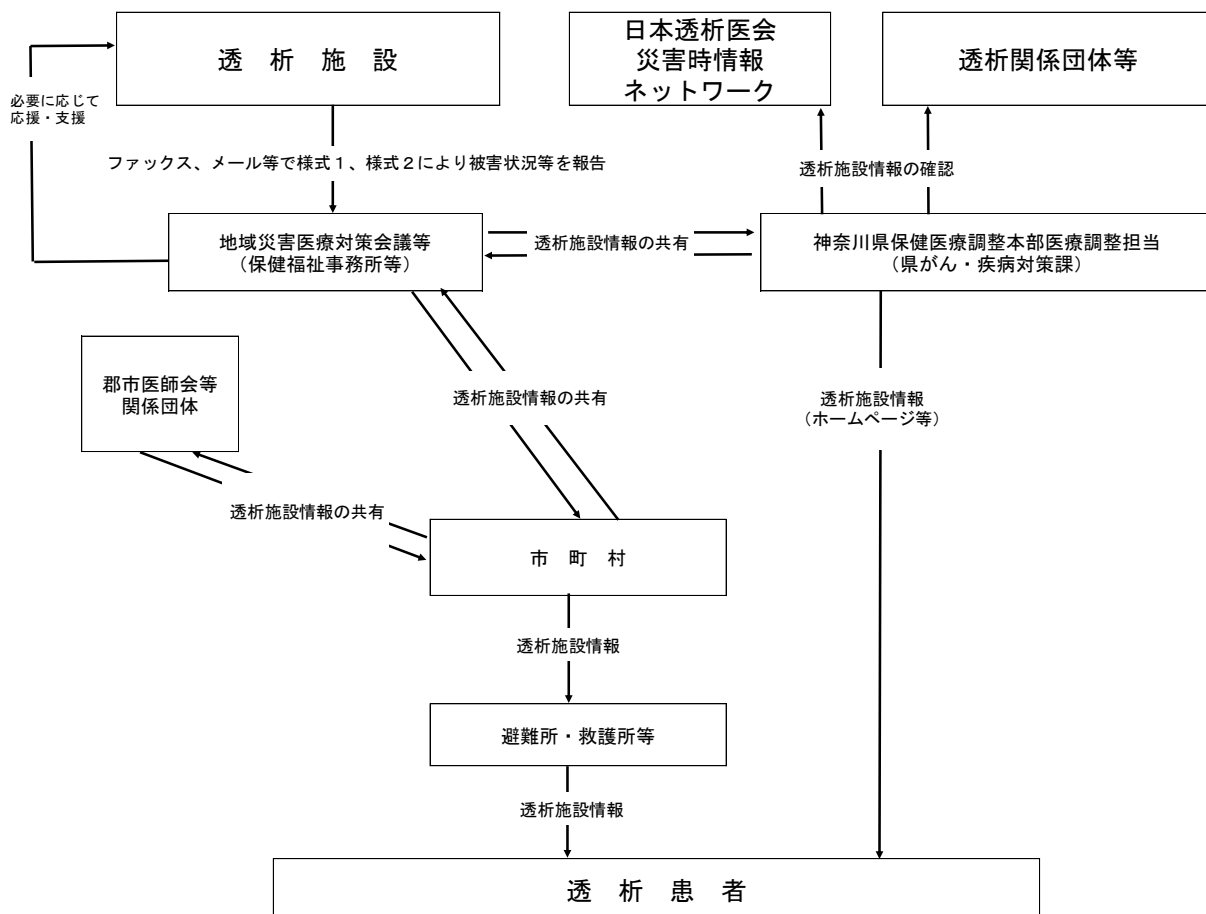 透 析 施 設
日本透析医会
災害時情報
ネットワーク
透析関係団体等
必要に応じて
応援・支援
ファックス、メール等で様式１、様式２により被害状況等を報告
透析施設情報の確認
地域災害医療対策会議等
（保健福祉事務所等）
透析施設情報の共有
神奈川県保健医療調整本部医療調整担当
（県がん・疾病対策課）
郡市医師会等
関係団体
透析施設情報の共有
透析施設情報
（ホームページ等）
透析施設情報の共有
市 町 村
透析施設情報
避難所・救護所等
透析施設情報
透 析 患 者